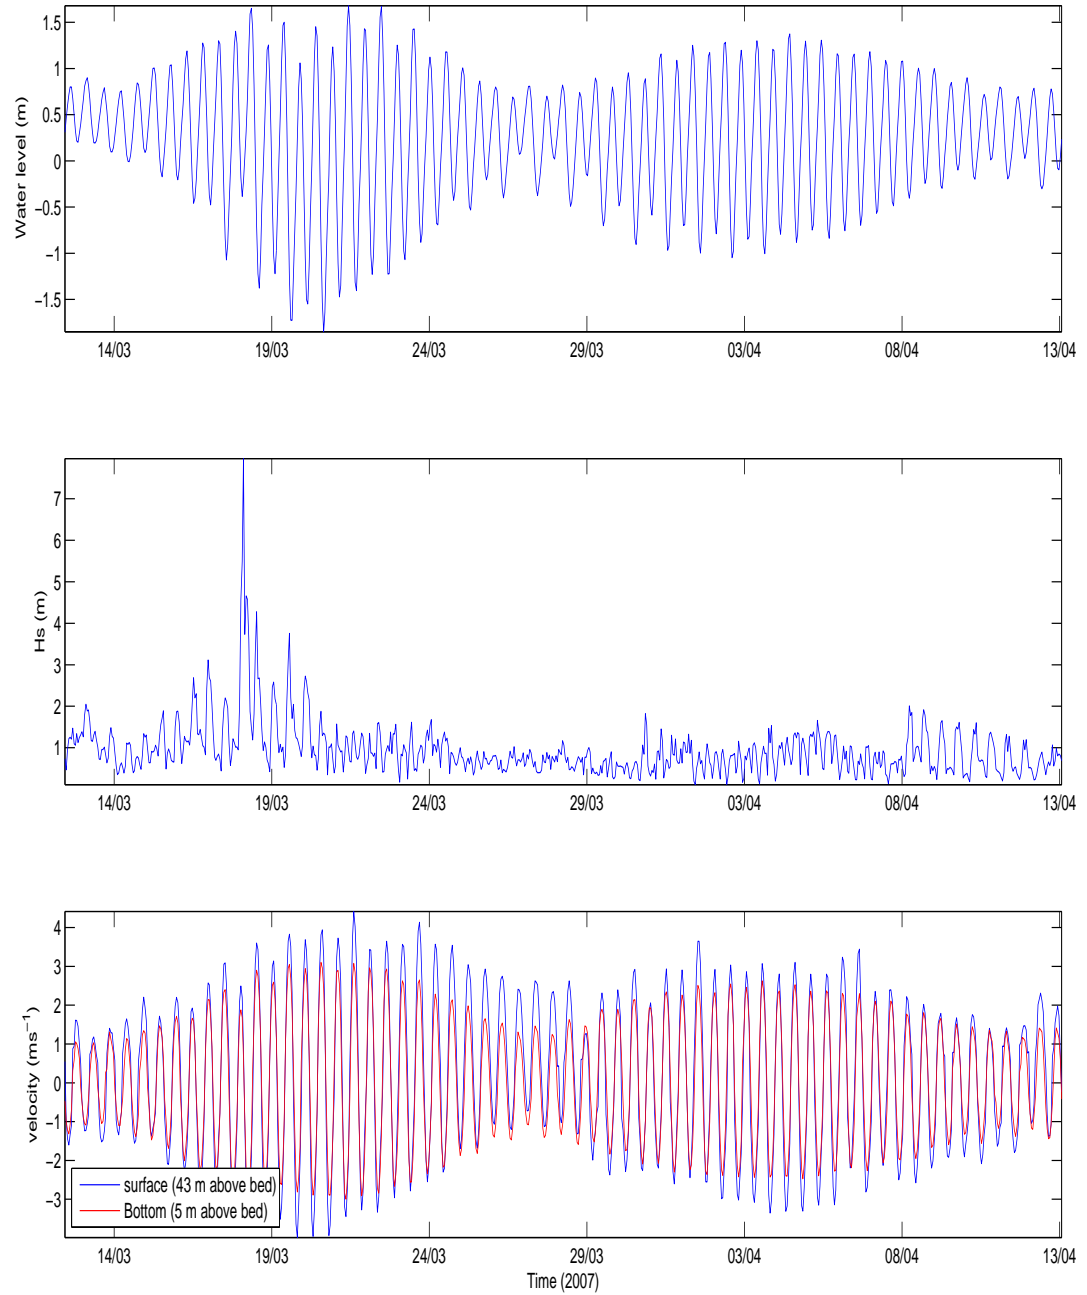 Water level (m)
1.5
1
0.5
0
−0.5
−1
−1.5
14/03 19/03 24/03 29/03 03/04 08/04 13/04
Hs (m)
7
6
5
4
3
2
1
14/03 19/03 24/03 29/03 03/04 08/04 13/04
velocity (ms⁻¹)
4
3
2
1
0
−1
−2
−3
surface (43 m above bed)
Bottom (5 m above bed)
14/03 19/03 24/03 29/03 03/04 08/04 13/04
Time (2007)